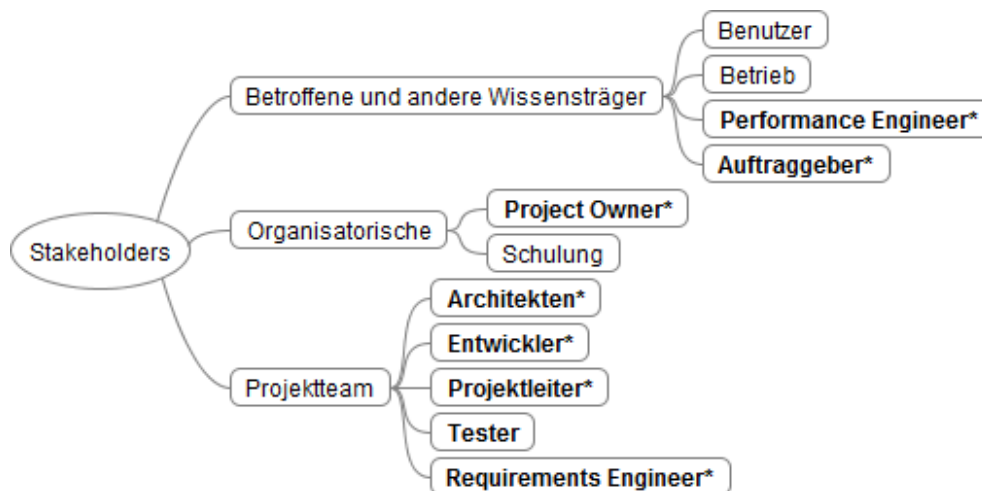 Stakeholders
Betroffene und andere Wissensträger
Benutzer
Betrieb
Performance Engineer*
Auftraggeber*
Organisatorische
Project Owner*
Schulung
Projektteam
Architekten*
Entwickler*
Projektleiter*
Tester
Requirements Engineer*